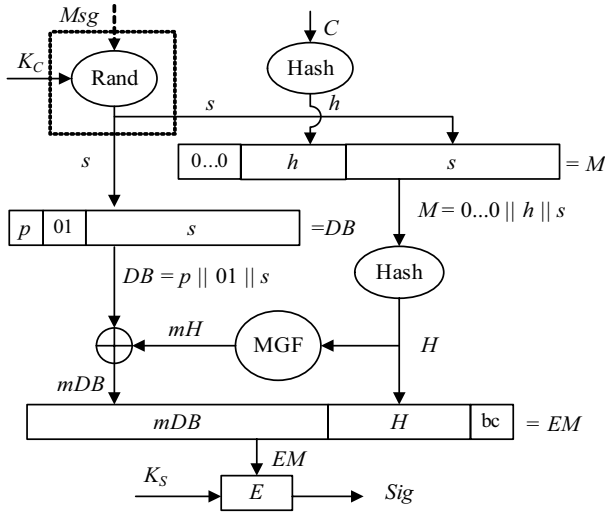 Msg
C
K_C
Rand
Hash
s
h
s
0...0 h s = M
M = 0...0 || h || s
p 01 s =DB
DB = p || 01 || s
Hash
mH
MGF
H
mDB
mDB H bc = EM
EM
K_S
E
Sig